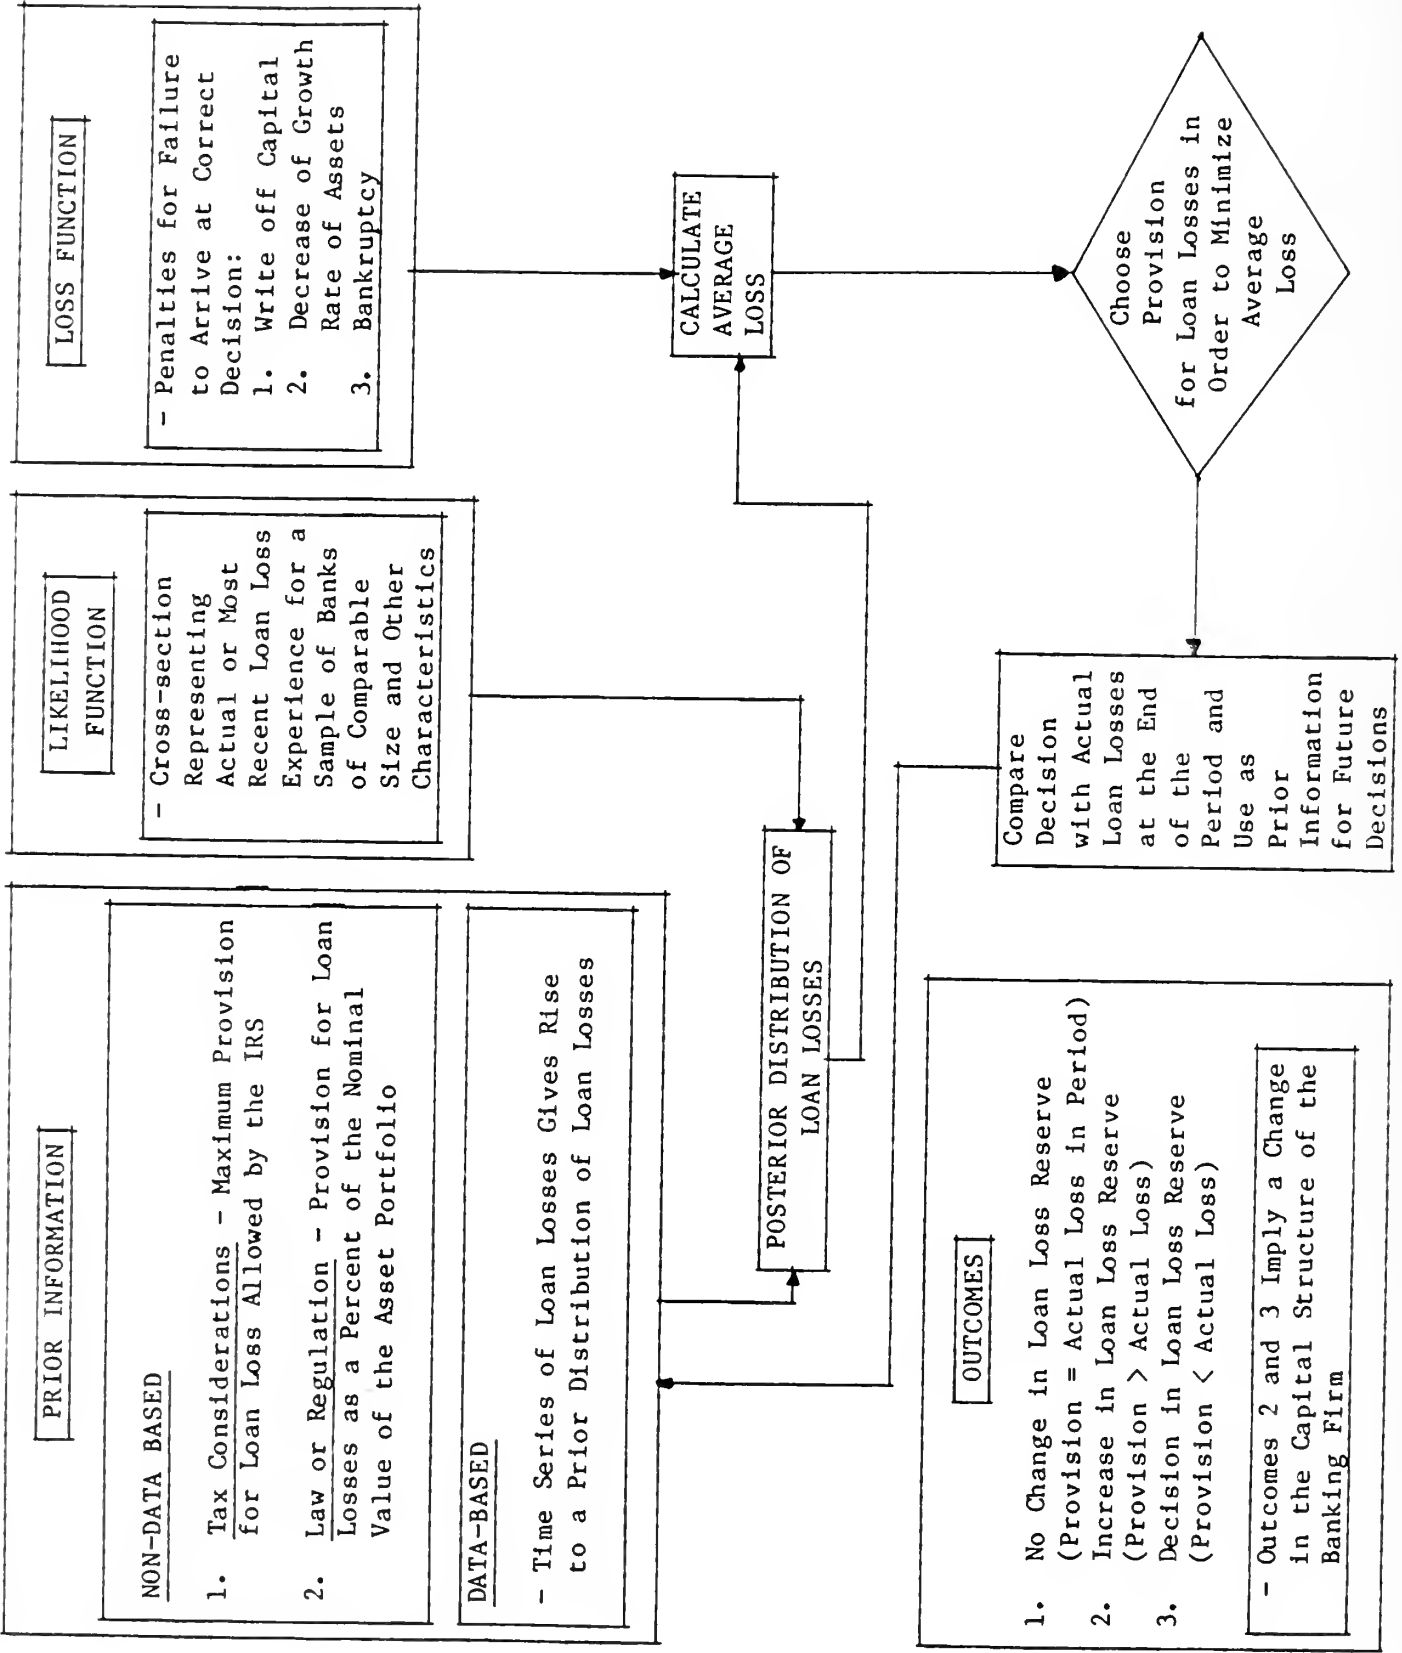 PRIOR INFORMATION
NON-DATA BASED
1. Tax Considerations - Maximum Provision
for Loan Loss Allowed by the IRS
2. Law or Regulation - Provision for Loan
Losses as a Percent of the Nominal
Value of the Asset Portfolio
DATA-BASED
- Time Series of Loan Losses Gives Rise
to a Prior Distribution of Loan Losses
LIKELIHOOD
FUNCTION
- Cross-section
Representing
Actual or Most
Recent Loan Loss
Experience for a
Sample of Banks
of Comparable
Size and Other
Characteristics
LOSS FUNCTION
- Penalties for Failure
to Arrive at Correct
Decision:
1. Write off Capital
2. Decrease of Growth
Rate of Assets
3. Bankruptcy
POSTERIOR DISTRIBUTION OF
LOAN LOSSES
CALCULATE
AVERAGE
LOSS
OUTCOMES
1. No Change in Loan Loss Reserve
(Provision = Actual Loss in Period)
2. Increase in Loan Loss Reserve
(Provision > Actual Loss)
3. Decision in Loan Loss Reserve
(Provision < Actual Loss)
- Outcomes 2 and 3 Imply a Change
in the Capital Structure of the
Banking Firm
Compare
Decision
with Actual
Loan Losses
at the End
of the
Period and
Use as
Prior
Information
for Future
Decisions
Choose
Provision
for Loan Losses in
Order to Minimize
Average
Loss